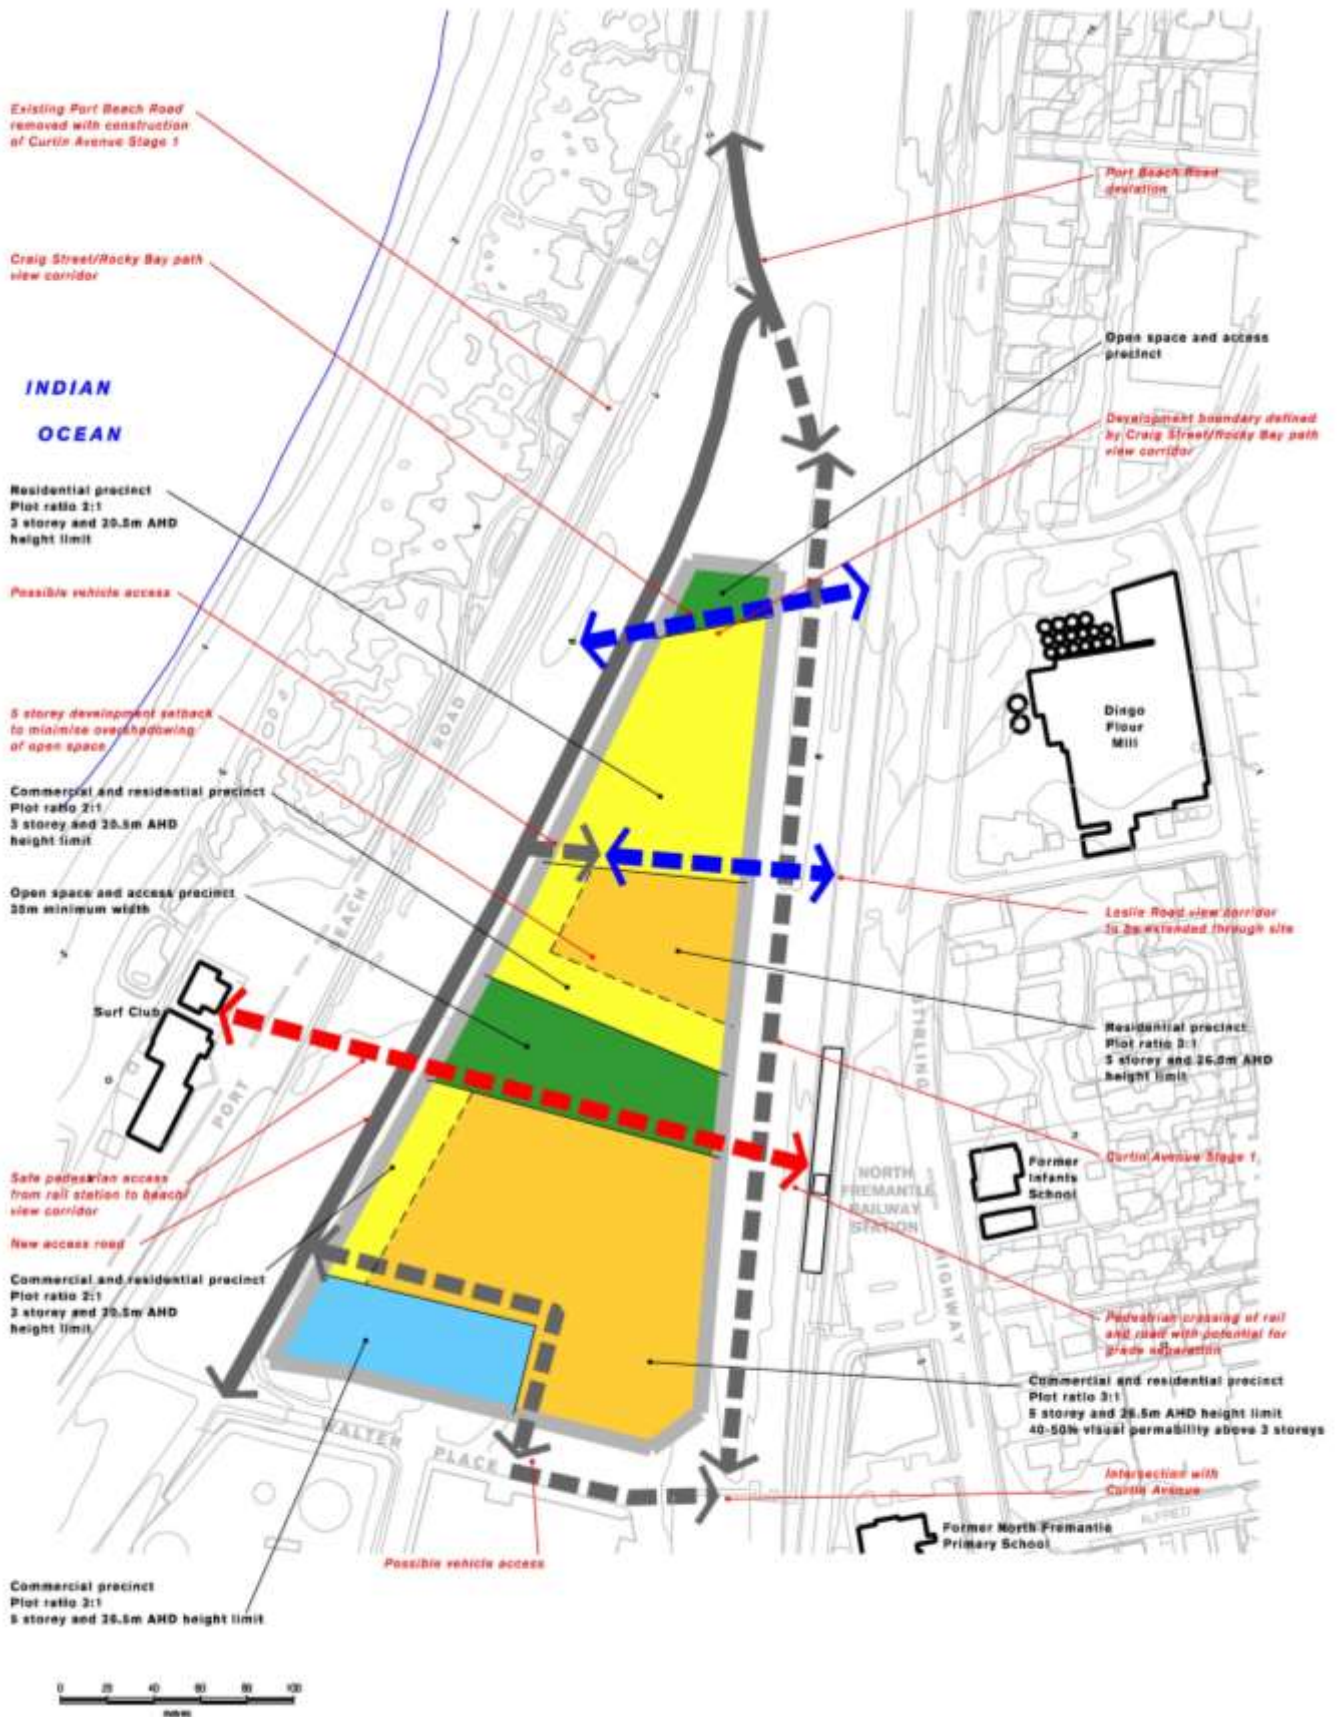 Existing Port Beach Road
removed with construction
of Curtin Avenue Stage 1
Port Beach Road
deviation
Craig Street/Rocky Bay path
view corridor
Open space and access
precinct
INDIAN
OCEAN
Development boundary defined
by Craig Street/Rocky Bay path
view corridor
Residential precinct
Plot ratio 2:1
3 storey and 20.5m AHD
height limit
Possible vehicle access
5 storey development setback
to minimise overshadowing
of open space
ROAD
Dingo
Flour
Mill
Commercial and residential precinct
Plot ratio 2:1
3 storey and 20.5m AHD
height limit
Open space and access precinct
BEACH
Leslie Road view corridor
to be extended through site
Surf Club
PORT
STIRLING
Residential precinct
Plot ratio 3:1
5 storey and 26.5m AHD
height limit
Curtin Avenue Stage 1
Former
Infants
School
Safe pedestrian access
from rail station to beach/
view corridor
NORTH
FREMANTLE
RAILWAY
STATION
New access road
HIGHWAY
Commercial and residential precinct
Plot ratio 2:1
3 storey and 20.5m AHD
height limit
Pedestrian crossing of rail
and road with potential for
grade separation
Commercial and residential precinct
Plot ratio 3:1
5 storey and 26.5m AHD height limit
40-50% visual permability above 3 storeys
WALTER PLACE
Intersection with
Curtin Avenue
ALFRED
Former North Fremantle
Primary School
Possible vehicle access
Commercial precinct
Plot ratio 3:1
5 storey and 26.5m AHD height limit
0 20 40 60 80 100